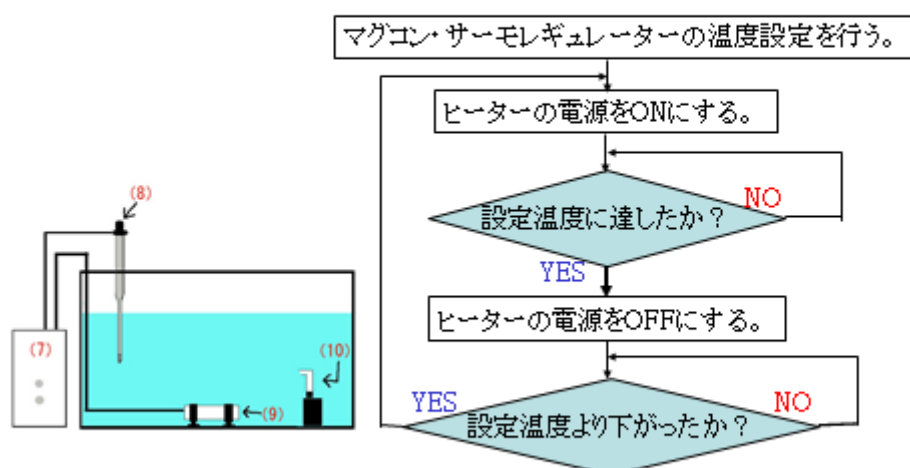 マグコン・サーモレギュレーターの温度設定を行う。
ヒーターの電源をONにする。
設定温度に達したか?
NO
YES
ヒーターの電源をOFFにする。
設定温度より下がったか?
YES
NO
(8)
(7)
(10)
(9)